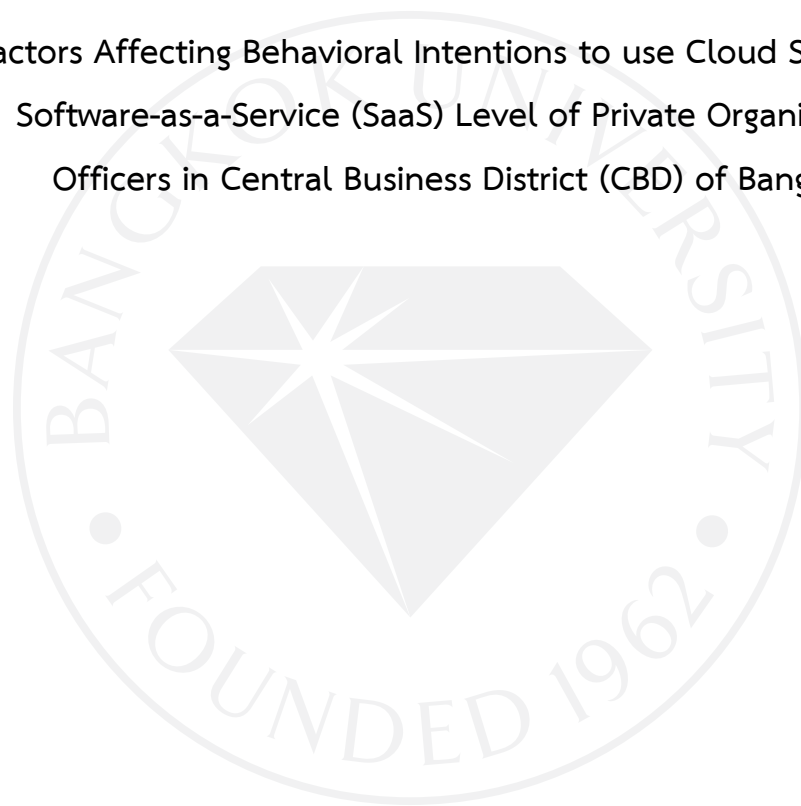 actors Affecting Behavioral Intentions to use Cloud S
Software-as-a-Service (SaaS) Level of Private Organi
Officers in Central Business District (CBD) of Bang
BANGKOK UNIVERSITY
• FOUNDED 1962 •